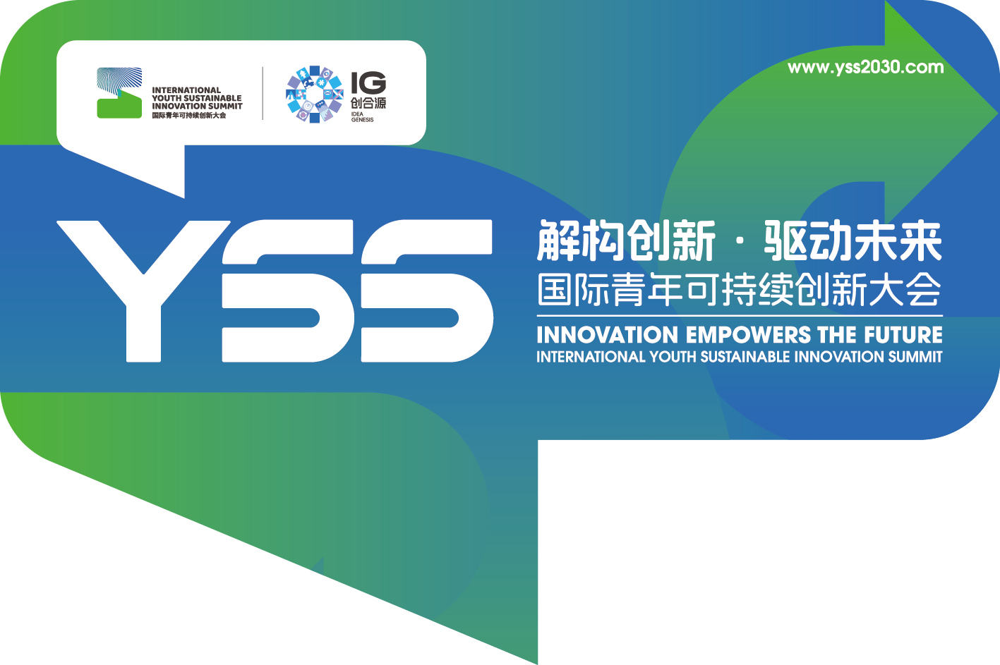 INTERNATIONAL
YOUTH SUSTAINABLE
INNOVATION SUMMIT
国际青年可持续创新大会
IG
创合源
IDEA
GENESIS
www.yss2030.com
YSS
解构创新·驱动未来
国际青年可持续创新大会
INNOVATION EMPOWERS THE FUTURE
INTERNATIONAL YOUTH SUSTAINABLE INNOVATION SUMMIT